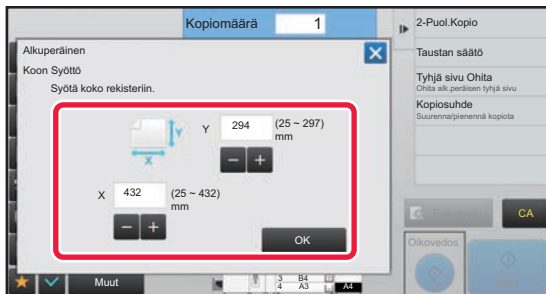 Kopiomäärä 1
Alkuperäinen
Koon Syöttö
Syötä koko rekisteriin.
Y 294 (25 ~ 297)
mm
Y
X
X 432 (25 ~ 432)
mm
OK
2-Puol.Kopio
Taustan säätö
Tyhjä sivu Ohita
Ohita alk.peräisen tyhjä sivu
Kopiosuhde
Suurenna/pienennä kopiota
CA
Oikovedos
Muut
3 B4
4 A3
A4